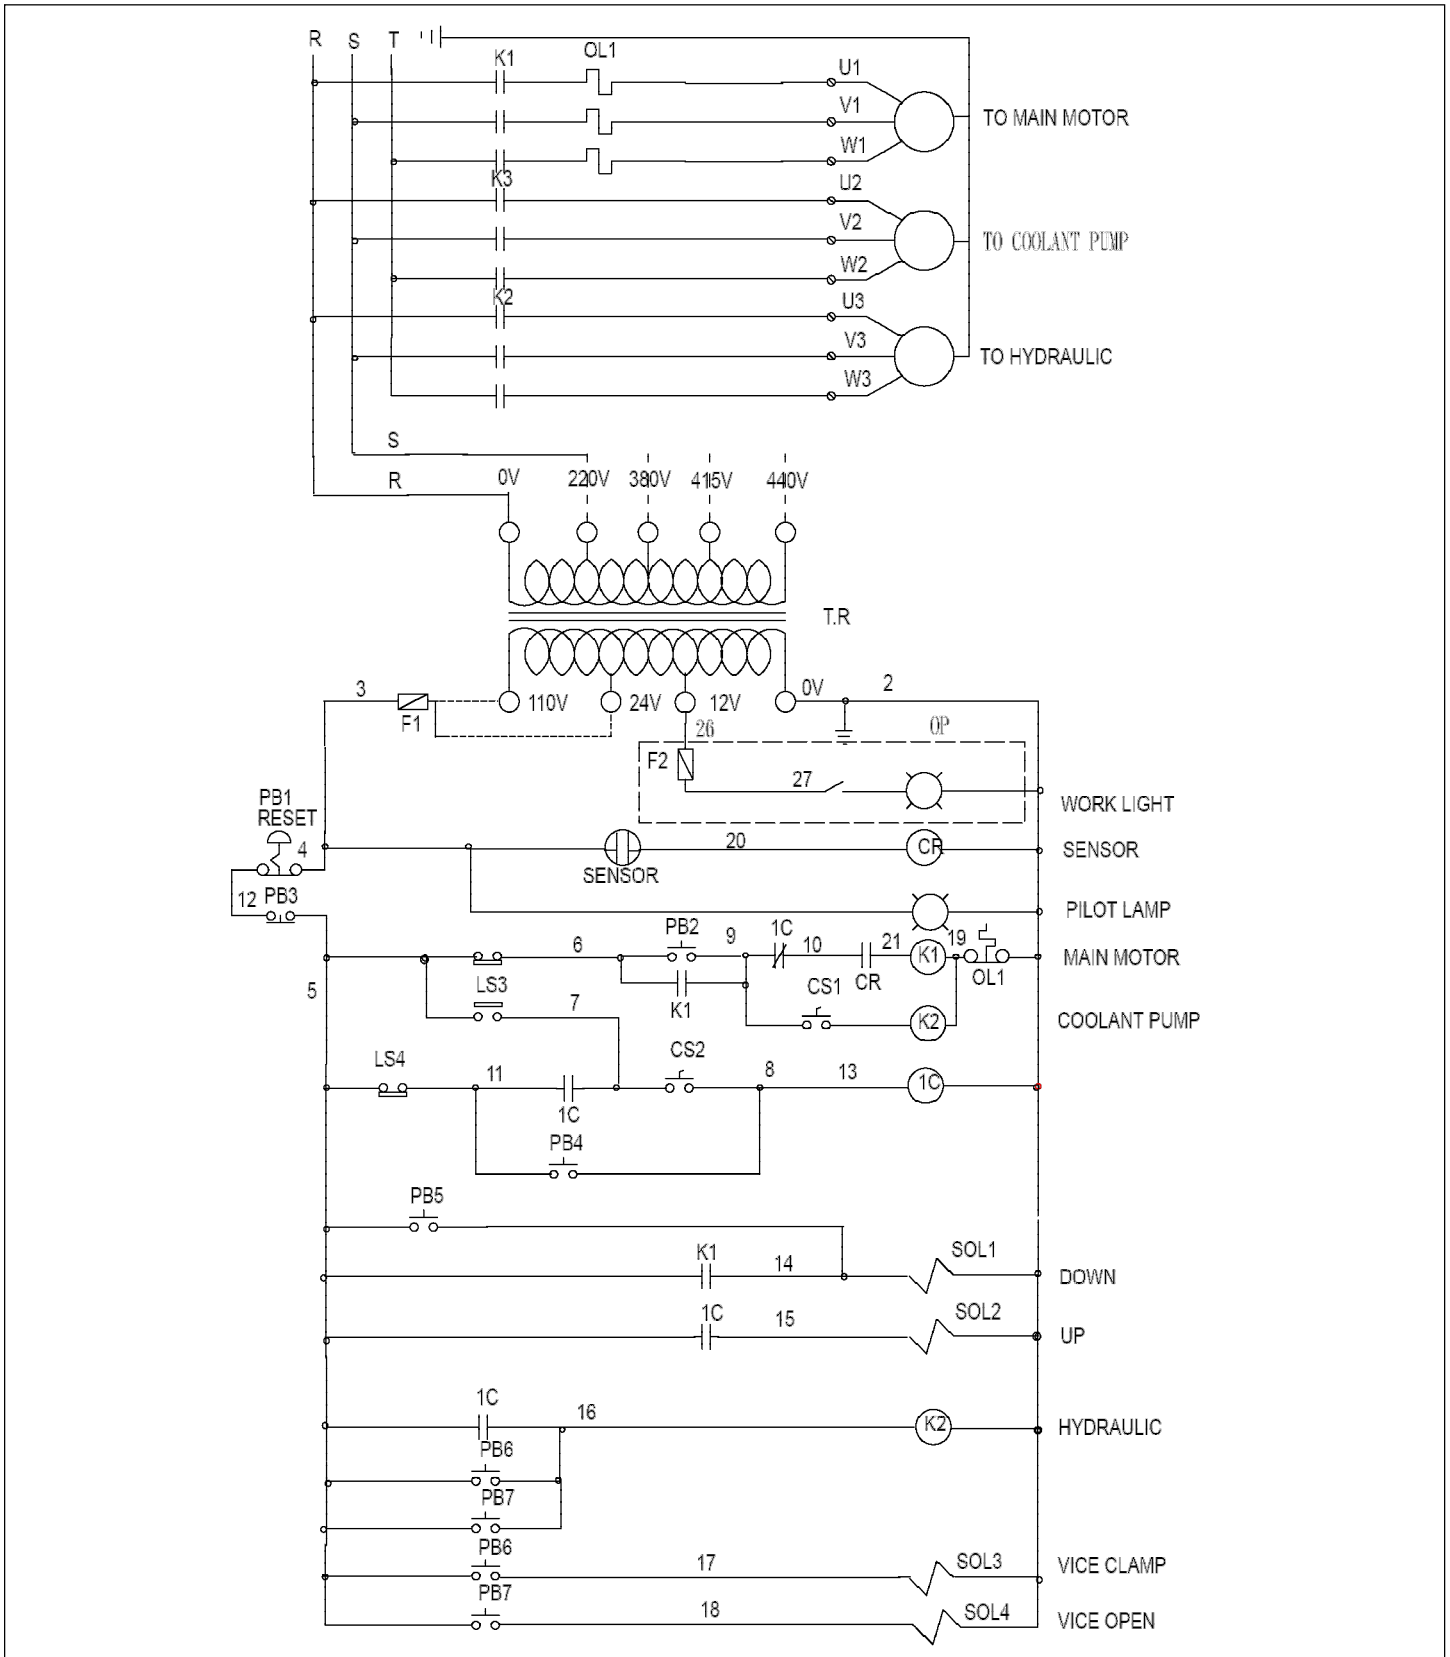 R S T
K1 OL1 U1
V1 TO MAIN MOTOR
W1
K3 U2
V2 TO COOLANT PUMP
W2
K2 U3
V3 TO HYDRAULIC
W3
S
R 0V 220V 380V 415V 440V
T.R
3 110V 24V 12V 0V 2
F1 26 OP
F2 27
WORK LIGHT
PB1
RESET
4 SENSOR 20 CR SENSOR
12 PB3 PILOT LAMP
6 PB2 9 1C 10 21 K1 19 MAIN MOTOR
5 LS3 7 K1 CS1 CR OL1
K2 COOLANT PUMP
LS4 11 CS2 8 13 1C
1C
PB4
PB5
K1 14 SOL1 DOWN
1C 15 SOL2 UP
1C 16 K2 HYDRAULIC
PB6
PB7
PB6 17 SOL3 VICE CLAMP
PB7 18 SOL4 VICE OPEN